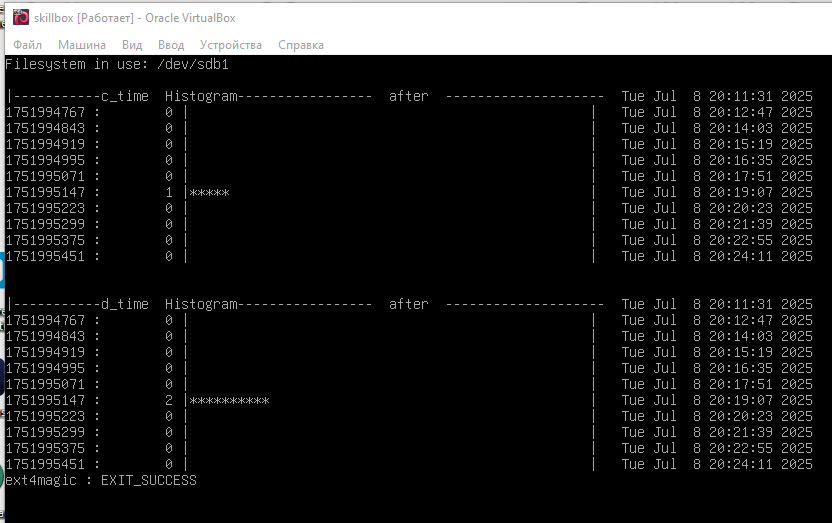 skillbox [Работает] - Oracle VirtualBox
Файл Машина Вид Ввод Устройства Справка
Filesystem in use: /dev/sdb1
|-----------c_time  Histogram-----------------  after  --------------------  Tue Jul  8 20:11:31 2025
1751994767 :        0 |                                                  |   Tue Jul  8 20:12:47 2025
1751994843 :        0 |                                                  |   Tue Jul  8 20:14:03 2025
1751994919 :        0 |                                                  |   Tue Jul  8 20:15:19 2025
1751994995 :        0 |                                                  |   Tue Jul  8 20:16:35 2025
1751995071 :        0 |                                                  |   Tue Jul  8 20:17:51 2025
1751995147 :        1 |*****                                             |   Tue Jul  8 20:19:07 2025
1751995223 :        0 |                                                  |   Tue Jul  8 20:20:23 2025
1751995299 :        0 |                                                  |   Tue Jul  8 20:21:39 2025
1751995375 :        0 |                                                  |   Tue Jul  8 20:22:55 2025
1751995451 :        0 |                                                  |   Tue Jul  8 20:24:11 2025
|-----------d_time  Histogram-----------------  after  --------------------  Tue Jul  8 20:11:31 2025
1751994767 :        0 |                                                  |   Tue Jul  8 20:12:47 2025
1751994843 :        0 |                                                  |   Tue Jul  8 20:14:03 2025
1751994919 :        0 |                                                  |   Tue Jul  8 20:15:19 2025
1751994995 :        0 |                                                  |   Tue Jul  8 20:16:35 2025
1751995071 :        0 |                                                  |   Tue Jul  8 20:17:51 2025
1751995147 :        2 |**********                                        |   Tue Jul  8 20:19:07 2025
1751995223 :        0 |                                                  |   Tue Jul  8 20:20:23 2025
1751995299 :        0 |                                                  |   Tue Jul  8 20:21:39 2025
1751995375 :        0 |                                                  |   Tue Jul  8 20:22:55 2025
1751995451 :        0 |                                                  |   Tue Jul  8 20:24:11 2025
ext4magic : EXIT_SUCCESS